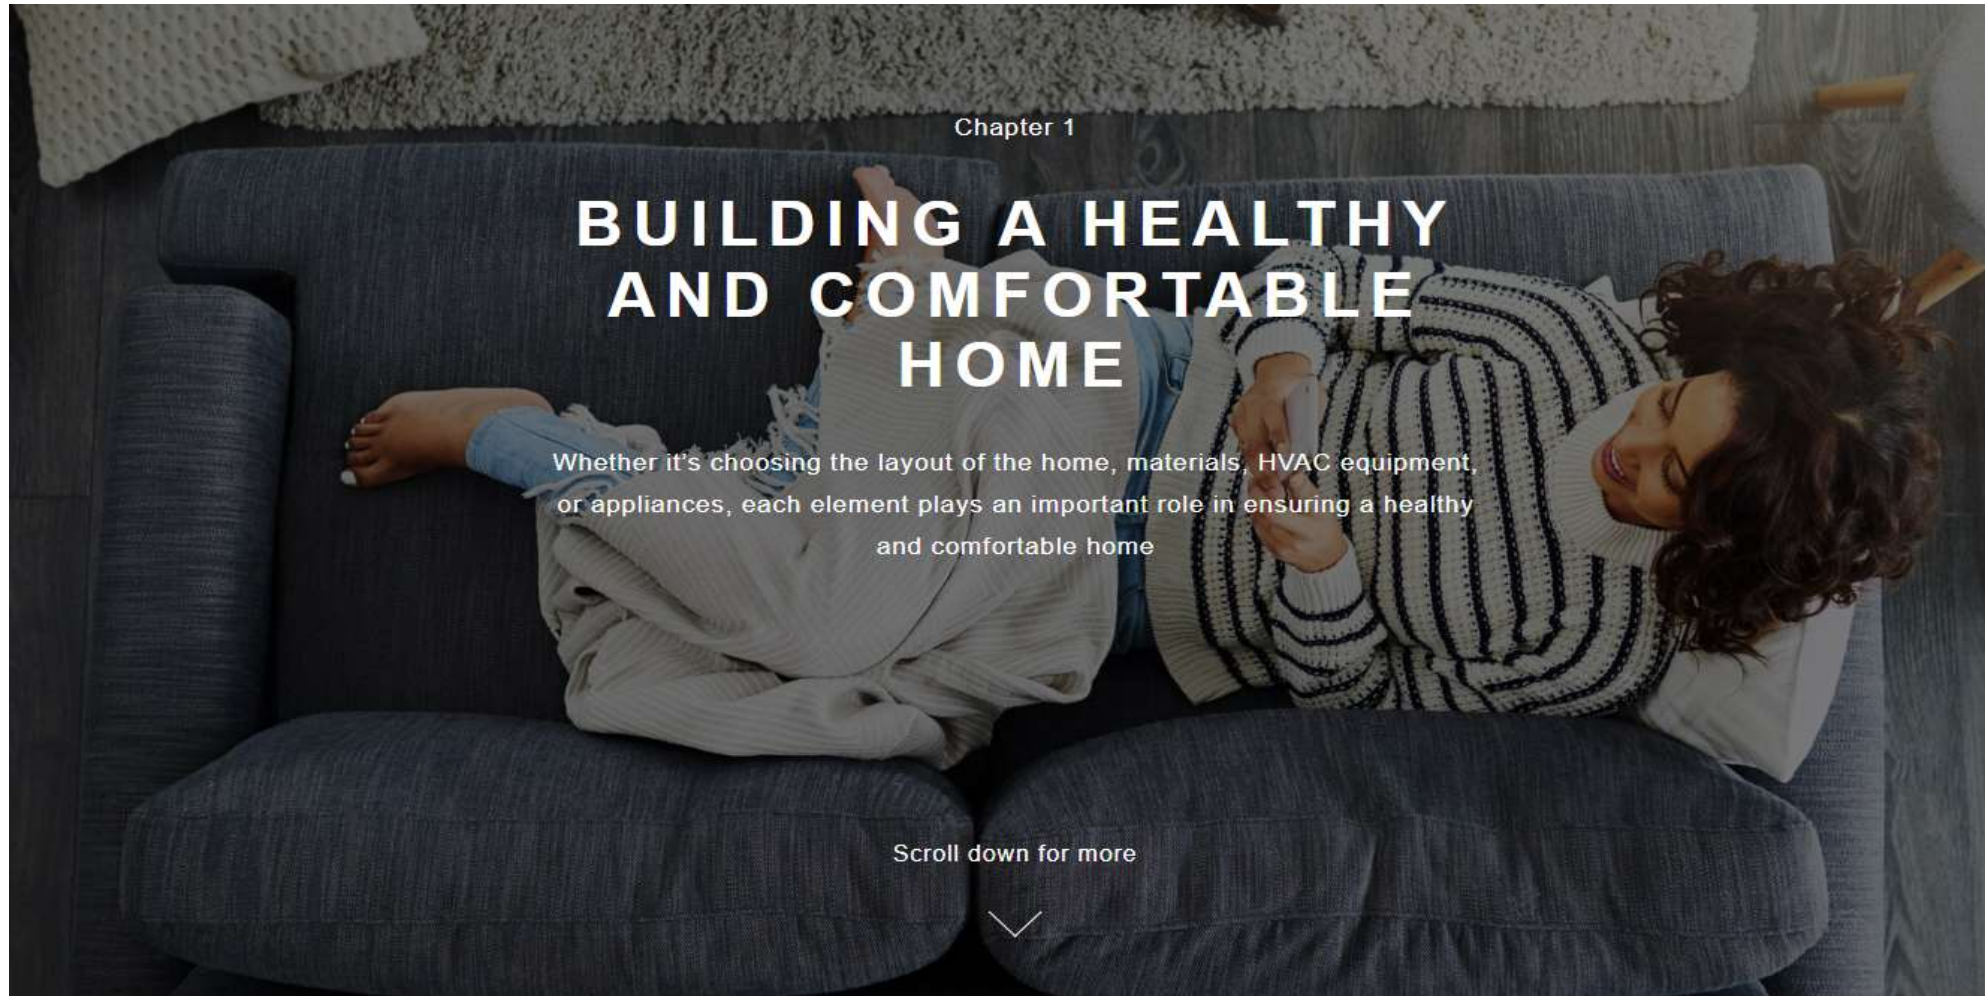 Chapter 1
BUILDING A HEALTHY
AND COMFORTABLE
HOME
Whether it's choosing the layout of the home, materials, HVAC equipment,
or appliances, each element plays an important role in ensuring a healthy
and comfortable home
Scroll down for more